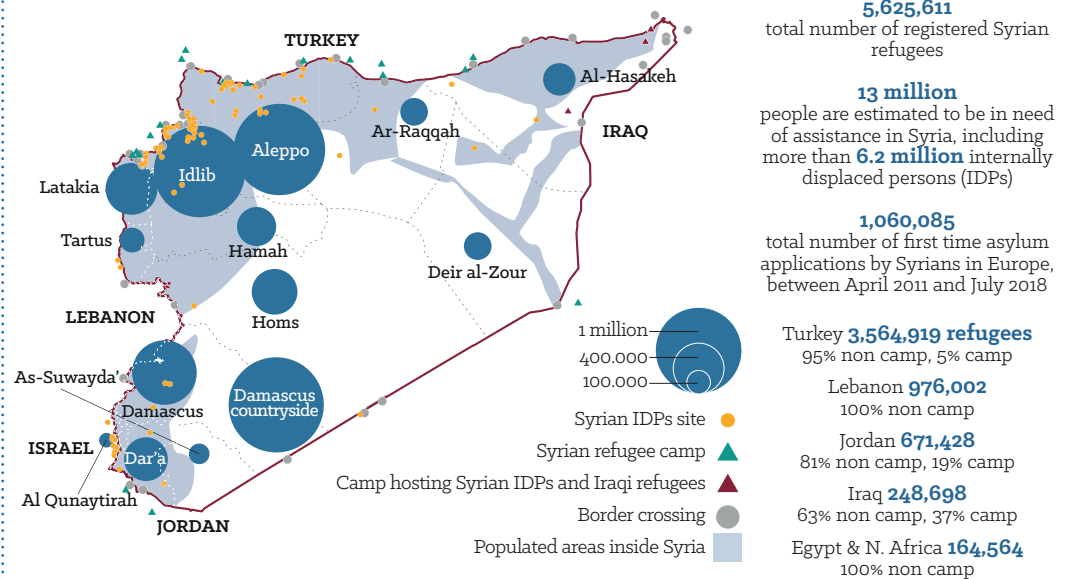 TURKEY
Al-Hasakeh
Ar-Raqqah
IRAQ
Aleppo
Idlib
Latakia
Tartus
Hamah
Deir al-Zour
Homs
LEBANON
As-Suwayda'
Damascus
Damascus
countryside
ISRAEL
Dar'a
Al Qunaytirah
JORDAN
1 million
400.000
100.000
Syrian IDPs site
Syrian refugee camp
Camp hosting Syrian IDPs and Iraqi refugees
Border crossing
Populated areas inside Syria
5,625,611
total number of registered Syrian
refugees
13 million
people are estimated to be in need
of assistance in Syria, including
more than 6.2 million internally
displaced persons (IDPs)
1,060,085
total number of first time asylum
applications by Syrians in Europe,
between April 2011 and July 2018
Turkey 3,564,919 refugees
95% non camp, 5% camp
Lebanon 976,002
100% non camp
Jordan 671,428
81% non camp, 19% camp
Iraq 248,698
63% non camp, 37% camp
Egypt & N. Africa 164,564
100% non camp